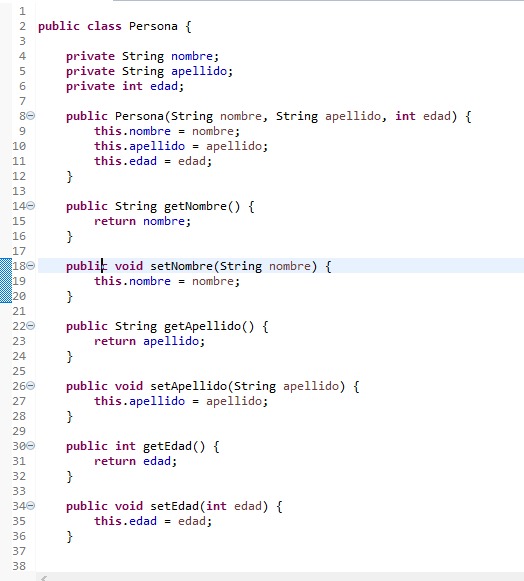 1
2 public class Persona {
3
4     private String nombre;
5     private String apellido;
6     private int edad;
7
8     public Persona(String nombre, String apellido, int edad) {
9         this.nombre = nombre;
10         this.apellido = apellido;
11         this.edad = edad;
12     }
13
14     public String getNombre() {
15         return nombre;
16     }
17
18     public void setNombre(String nombre) {
19         this.nombre = nombre;
20     }
21
22     public String getApellido() {
23         return apellido;
24     }
25
26     public void setApellido(String apellido) {
27         this.apellido = apellido;
28     }
29
30     public int getEdad() {
31         return edad;
32     }
33
34     public void setEdad(int edad) {
35         this.edad = edad;
36     }
37
38